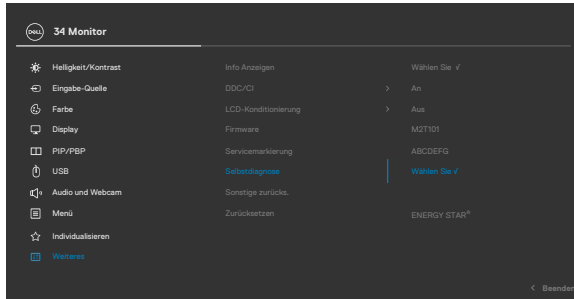 DELL 34 Monitor
Helligkeit/Kontrast Info Anzeigen Wählen Sie √
Eingabe-Quelle DDC/CI > An
Farbe LCD-Konditionierung > Aus
Display Firmware M2T101
PIP/PBP Servicemarkierung ABCDEFG
USB Selbstdiagnose Wählen Sie √
Audio und Webcam Sonstige zurücks.
Menü Zurücksetzen ENERGY STAR®
Individualisieren
Weiteres
< Beenden